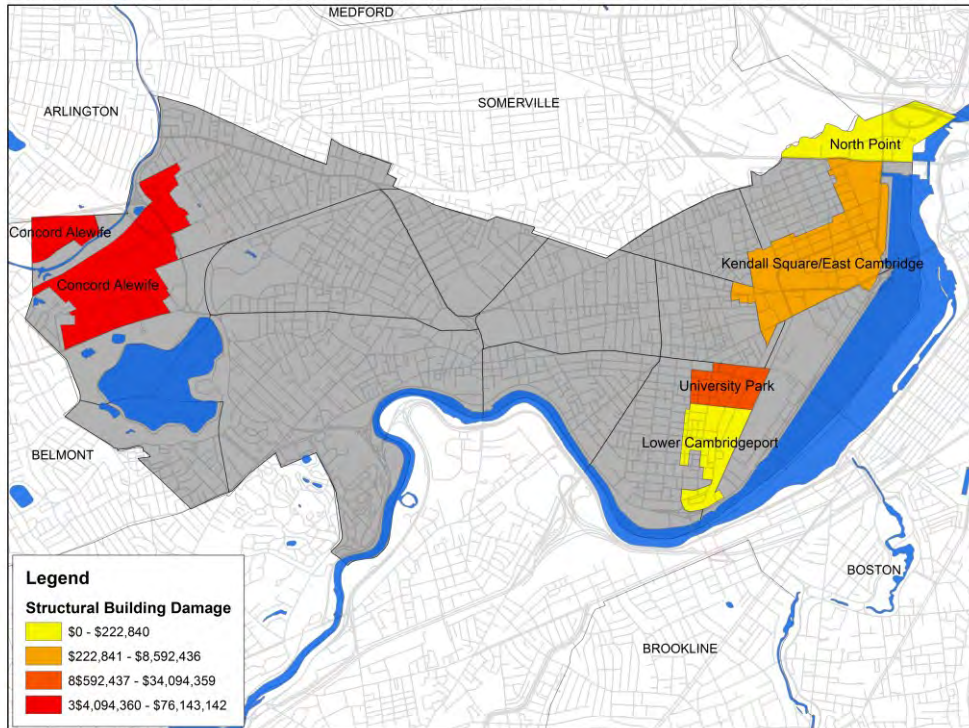 MEDFORD
ARLINGTON
SOMERVILLE
North Point
Concord Alewife
Kendall Square/East Cambridge
Concord Alewife
University Park
Lower Cambridgeport
BELMONT
BOSTON
BROOKLINE
Legend
Structural Building Damage
$0 - $222,840
$222,841 - $8,592,436
8$592,437 - $34,094,359
3$4,094,360 - $76,143,142